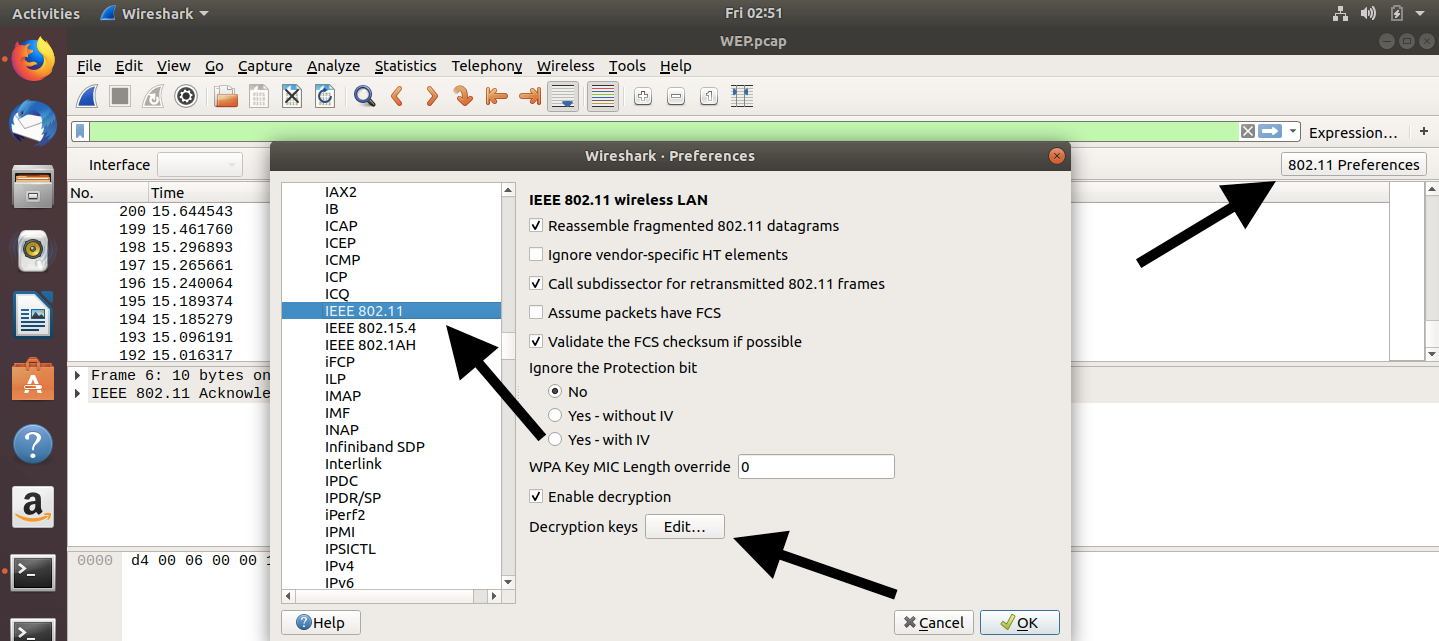 Activities Wireshark Fri 02:51
WEP.pcap
File Edit View Go Capture Analyze Statistics Telephony Wireless Tools Help
Expression… +
Interface 802.11 Preferences
No. Time
200 15.644543
199 15.461760
198 15.296893
197 15.265661
196 15.240064
195 15.189374
194 15.185279
193 15.096191
192 15.016317
Frame 6: 10 bytes on
IEEE 802.11 Acknowle
0000 d4 00 06 00 00
Wireshark · Preferences
IAX2
IB
ICAP
ICEP
ICMP
ICP
ICQ
IEEE 802.11
IEEE 802.15.4
IEEE 802.1AH
iFCP
ILP
IMAP
IMF
INAP
Infiniband SDP
Interlink
IPDC
IPDR/SP
iPerf2
IPMI
IPSICTL
IPv4
IPv6
IEEE 802.11 wireless LAN
Reassemble fragmented 802.11 datagrams
Ignore vendor-specific HT elements
Call subdissector for retransmitted 802.11 frames
Assume packets have FCS
Validate the FCS checksum if possible
Ignore the Protection bit
No
Yes - without IV
Yes - with IV
WPA Key MIC Length override 0
Enable decryption
Decryption keys Edit…
Help Cancel OK